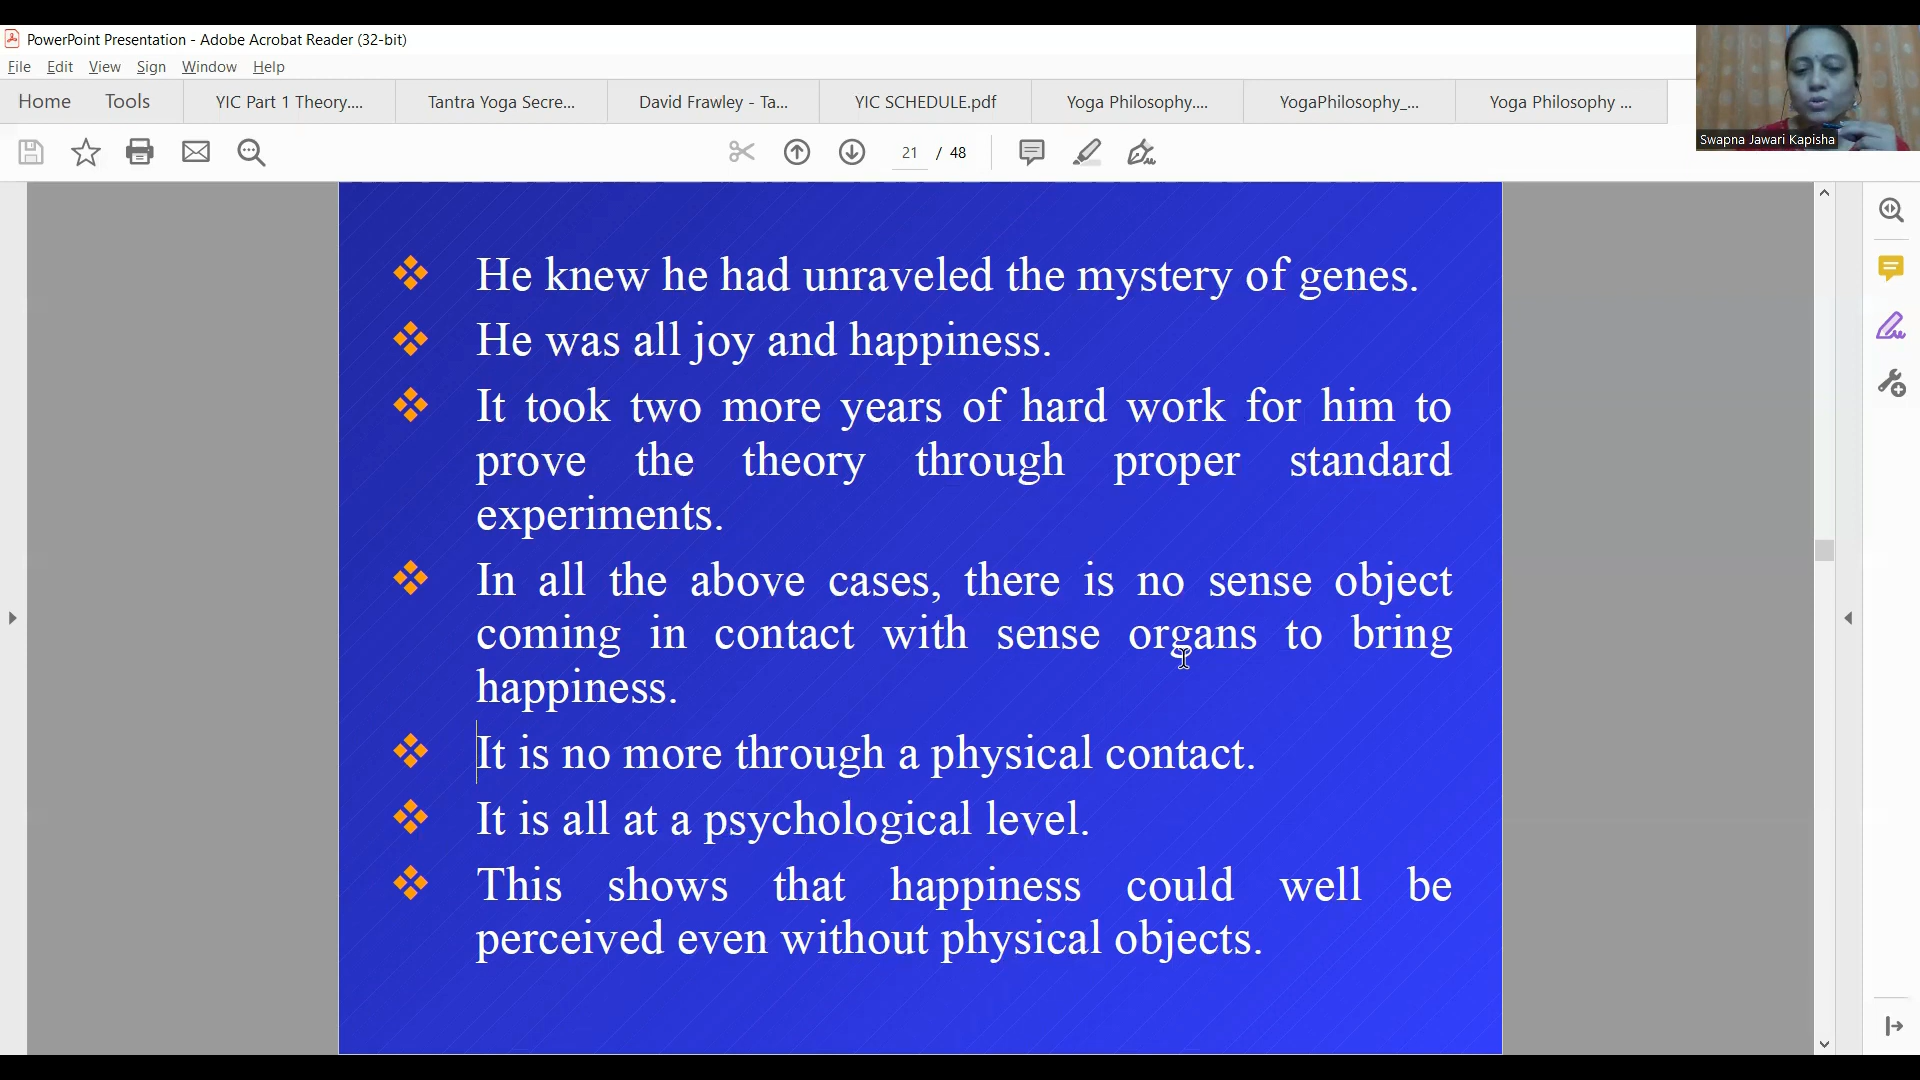 PowerPoint Presentation - Adobe Acrobat Reader (32-bit)
File Edit View Sign Window Help
Home Tools YIC Part 1 Theory.... Tantra Yoga Secre... David Frawley - Ta... YIC SCHEDULE.pdf Yoga Philosophy.... YogaPhilosophy_... Yoga Philosophy ...
Swapna Jawari Kapisha
21 / 48
He knew he had unraveled the mystery of genes.
He was all joy and happiness.
It took two more years of hard work for him to
prove the theory through proper standard
experiments.
In all the above cases, there is no sense object
coming in contact with sense organs to bring
happiness.
It is no more through a physical contact.
It is all at a psychological level.
This shows that happiness could well be
perceived even without physical objects.